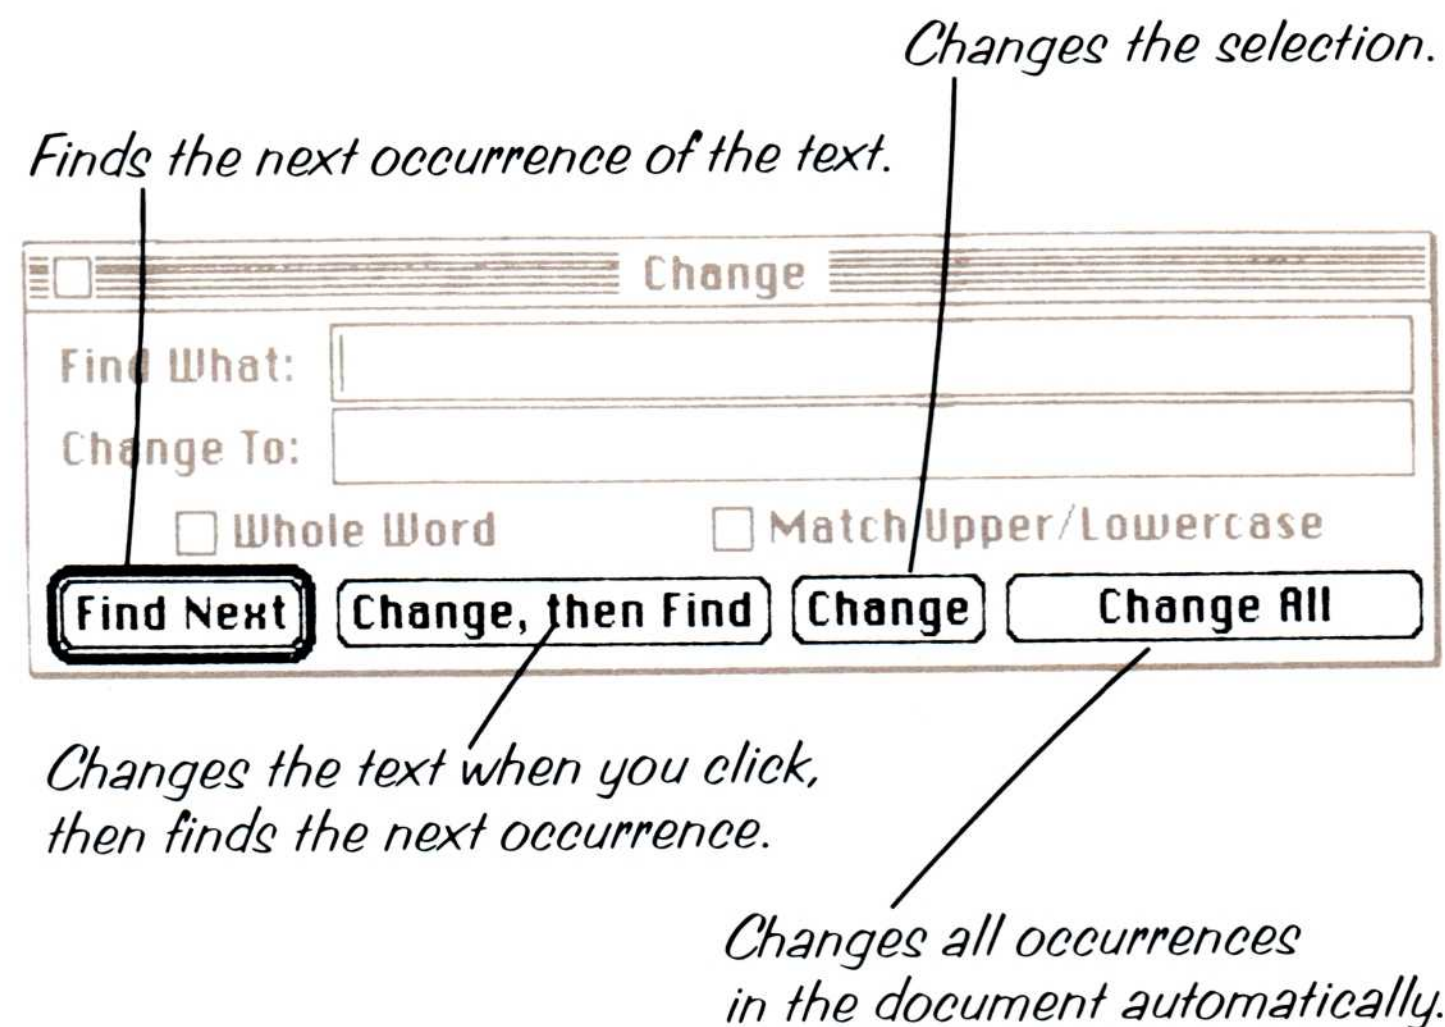 Changes the selection.
Finds the next occurrence of the text.
Change
Find What:
Change To:
Whole Word
Match Upper/Lowercase
Find Next
Change, then Find
Change
Change All
Changes the text when you click,
then finds the next occurrence.
Changes all occurrences
in the document automatically.